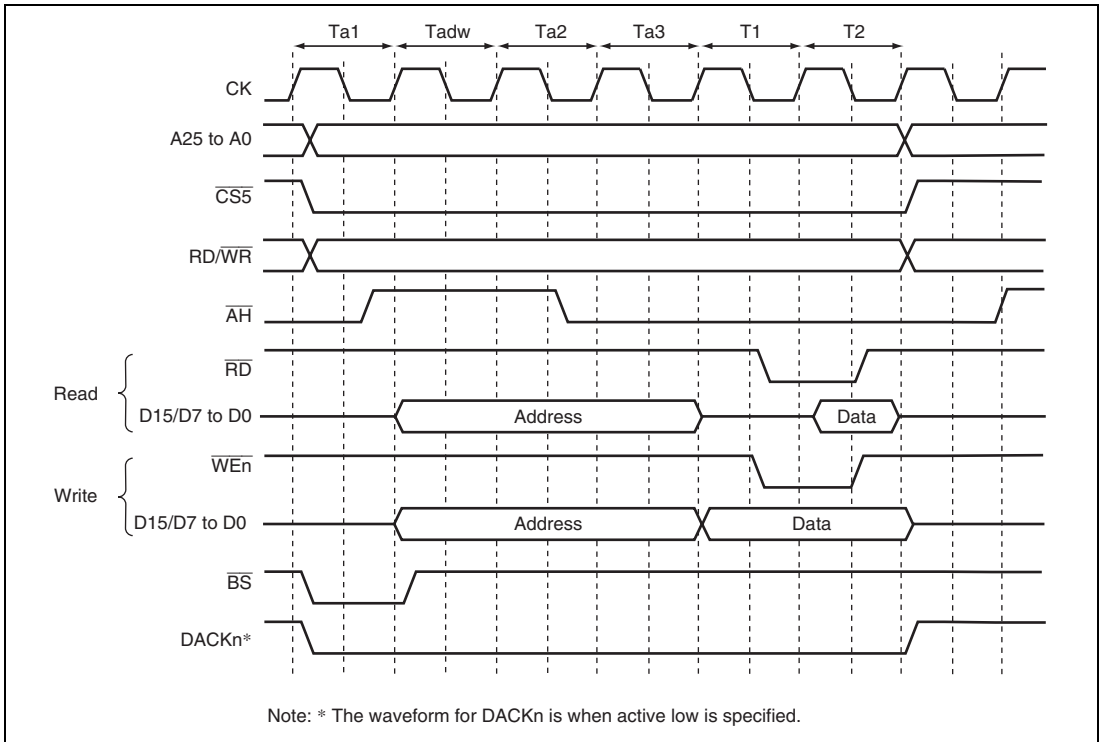 Ta1 Tadw Ta2 Ta3 T1 T2
CK
A25 to A0
CS5
RD/WR
AH
RD
Read
D15/D7 to D0 Address Data
WEn
Write
D15/D7 to D0 Address Data
BS
DACKn*
Note: * The waveform for DACKn is when active low is specified.